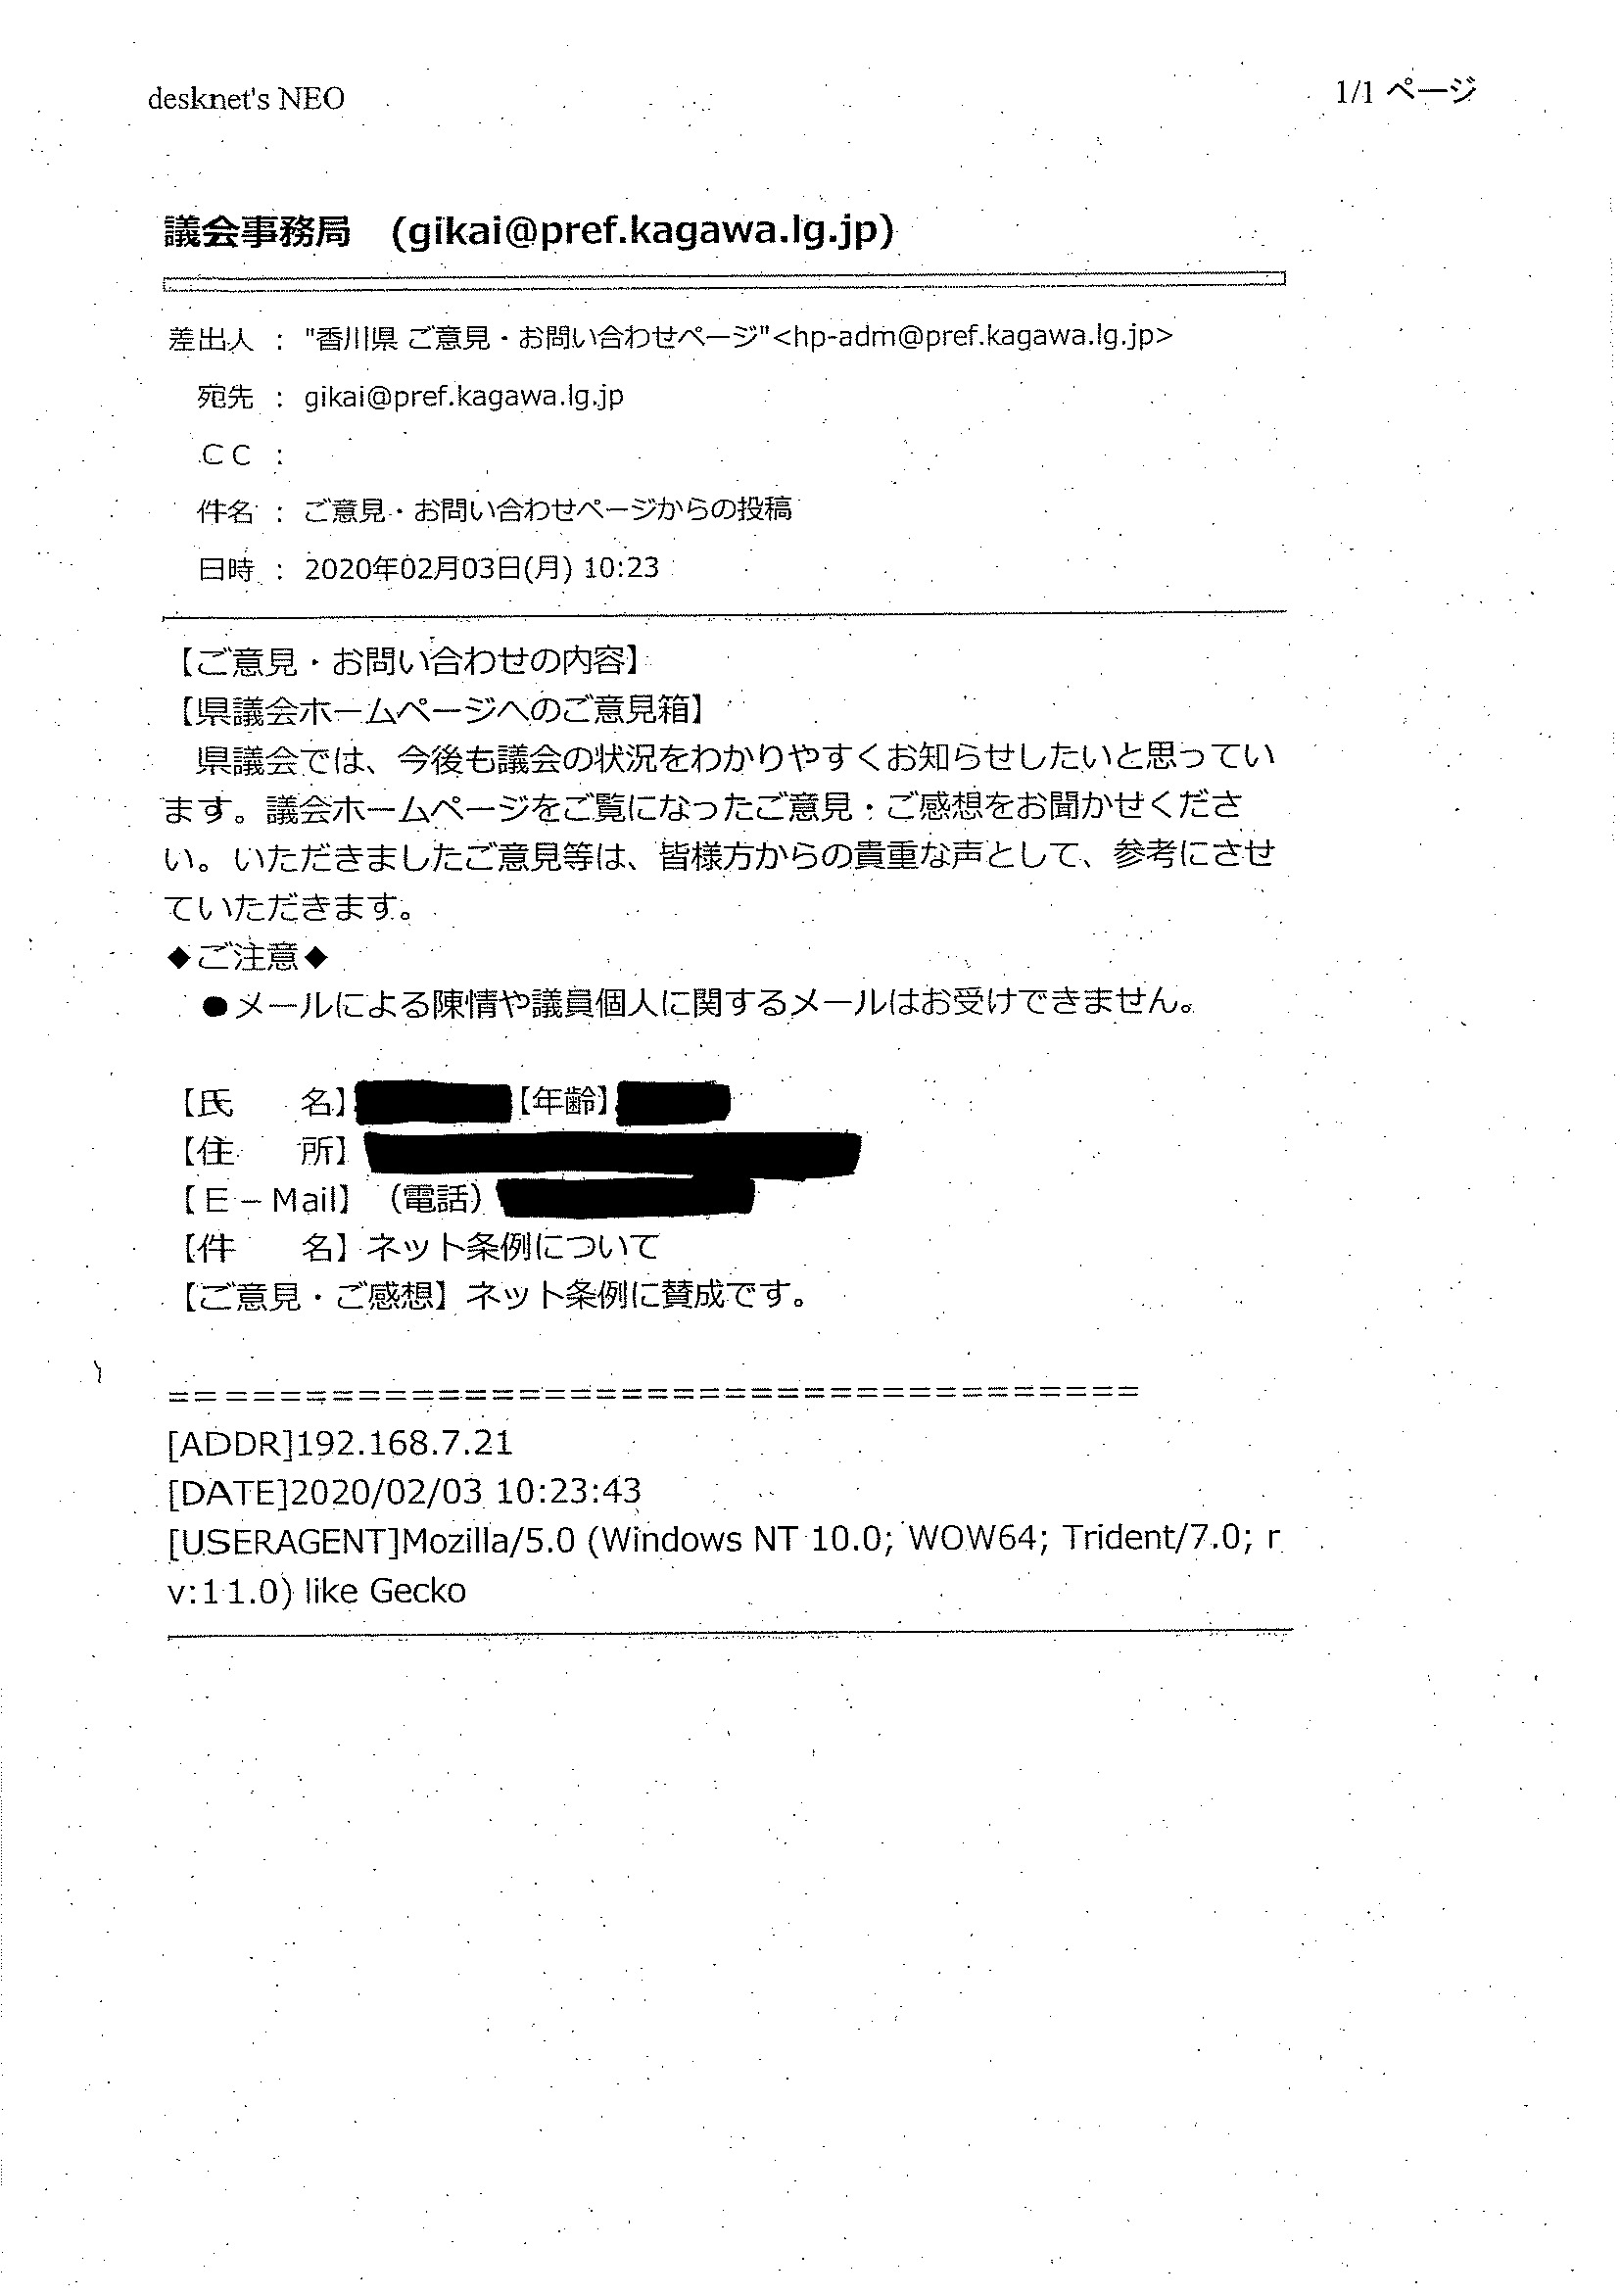 desknet's NEO
1/1 ページ
議会事務局　(gikai@pref.kagawa.lg.jp)
差出人 ： "香川県 ご意見・お問い合わせページ"<hp-adm@pref.kagawa.lg.jp>
宛先 ： gikai@pref.kagawa.lg.jp
ＣＣ ：
件名 ： ご意見・お問い合わせページからの投稿
日時 ： 2020年02月03日(月) 10:23
【ご意見・お問い合わせの内容】
【県議会ホームページへのご意見箱】
　県議会では、今後も議会の状況をわかりやすくお知らせしたいと思ってい
ます。議会ホームページをご覧になったご意見・ご感想をお聞かせくださ
い。いただきましたご意見等は、皆様方からの貴重な声として、参考にさせ
ていただきます。
◆ご注意◆
　●メールによる陳情や議員個人に関するメールはお受けできません。
【氏　　名】【年齢】
【住　　所】
【Ｅ－Mail】（電話）
【件　　名】ネット条例について
【ご意見・ご感想】ネット条例に賛成です。
=====================================
[ADDR]192.168.7.21
[DATE]2020/02/03 10:23:43
[USERAGENT]Mozilla/5.0 (Windows NT 10.0; WOW64; Trident/7.0; r
v:11.0) like Gecko